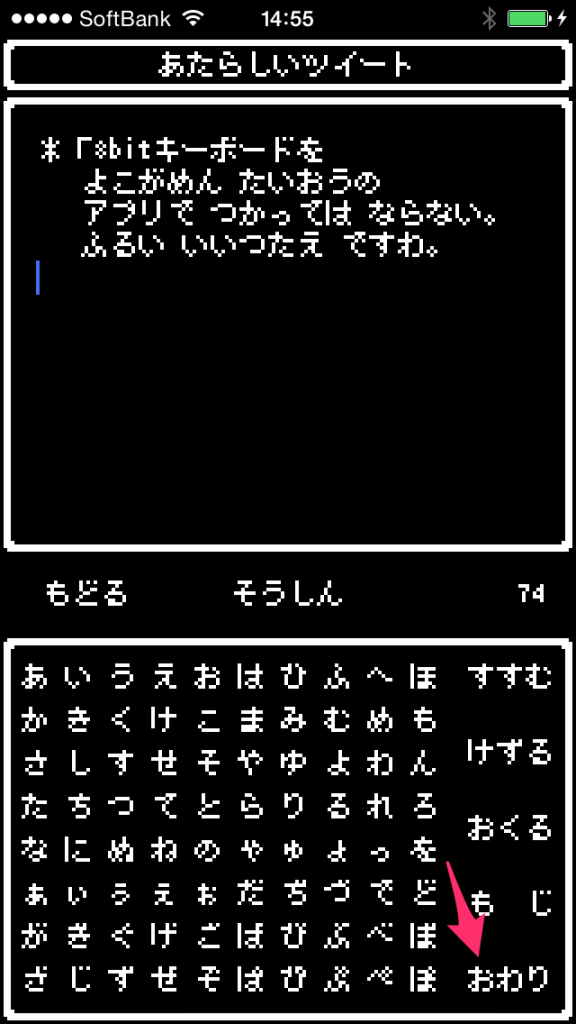 SoftBank 14:55
あたらしいツイート
*「8bitキーボードを
よこがめん たいおうの
アプリで つかっては ならない。
ふるい いいつたえ ですわ。
もどる そうしん 74
あ い う え お は ひ ふ へ ほ すすむ
か き く け こ ま み む め も
さ し す せ そ や ゆ よ わ ん けずる
た ち つ て と ら り る れ ろ おくる
な に ぬ ね の ゃ ゅ ょ っ を
ぁ ぃ ぅ ぇ ぉ だ ぢ づ で ど も じ
が ぎ ぐ げ ご ば び ぶ べ ぼ
ざ じ ず ぜ ぞ ぱ ぴ ぷ ぺ ぽ おわり